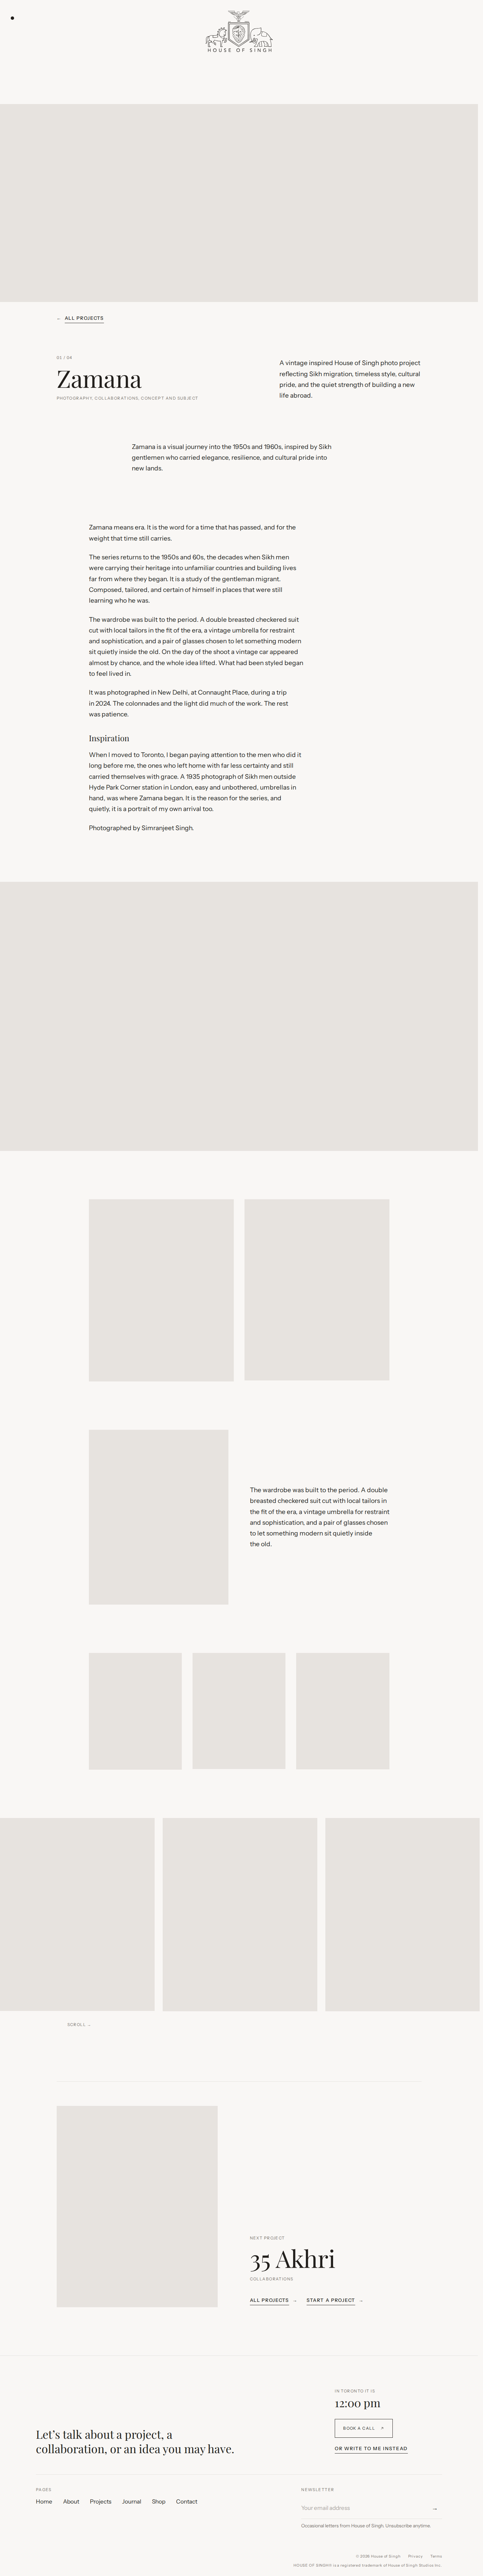 HOUSE OF SINGH
← ALL PROJECTS
Zamana
PHOTOGRAPHY, COLLABORATIONS, CONCEPT AND SUBJECT
A vintage inspired House of Singh photo project
reflecting Sikh migration, timeless style, cultural
pride, and the quiet strength of building a new
life abroad.
Zamana is a visual journey into the 1950s and 1960s, inspired by Sikh
gentlemen who carried elegance, resilience, and cultural pride into
new lands.
Zamana means era. It is the word for a time that has passed, and for the
weight that time still carries.
The series returns to the 1950s and 60s, the decades when Sikh men
were carrying their heritage into unfamiliar countries and building lives
far from where they began. It is a study of the gentleman migrant.
Composed, tailored, and certain of himself in places that were still
learning who he was.
The wardrobe was built to the period. A double breasted checkered suit
cut with local tailors in the fit of the era, a vintage umbrella for restraint
and sophistication, and a pair of glasses chosen to let something modern
sit quietly inside the old. On the day of the shoot a vintage car appeared
almost by chance, and the whole idea lifted. What had been styled began
to feel lived in.
It was photographed in New Delhi, at Connaught Place, during a trip
in 2024. The colonnades and the light did much of the work. The rest
was patience.
Inspiration
When I moved to Toronto, I began paying attention to the men who did it
long before me, the ones who left home with far less certainty and still
carried themselves with grace. A 1935 photograph of Sikh men outside
Hyde Park Corner station in London, easy and unbothered, umbrellas in
hand, was where Zamana began. It is the reason for the series, and
quietly, it is a portrait of my own arrival too.
Photographed by Simranjeet Singh.
The wardrobe was built to the period. A double
breasted checkered suit cut with local tailors in
the fit of the era, a vintage umbrella for restraint
and sophistication, and a pair of glasses chosen
to let something modern sit quietly inside
the old.
SCROLL →
NEXT PROJECT
35 Akhri
COLLABORATIONS
ALL PROJECTS → START A PROJECT →
IN TORONTO IT IS
12:00 pm
BOOK A CALL
OR WRITE TO ME INSTEAD
Let's talk about a project, a
collaboration, or an idea you may have.
PAGES
Home About Projects Journal Shop Contact
NEWSLETTER
Your email address →
Occasional letters from House of Singh. Unsubscribe anytime.
© 2026 House of Singh Privacy Terms
HOUSE OF SINGH® is a registered trademark of House of Singh Studios Inc.